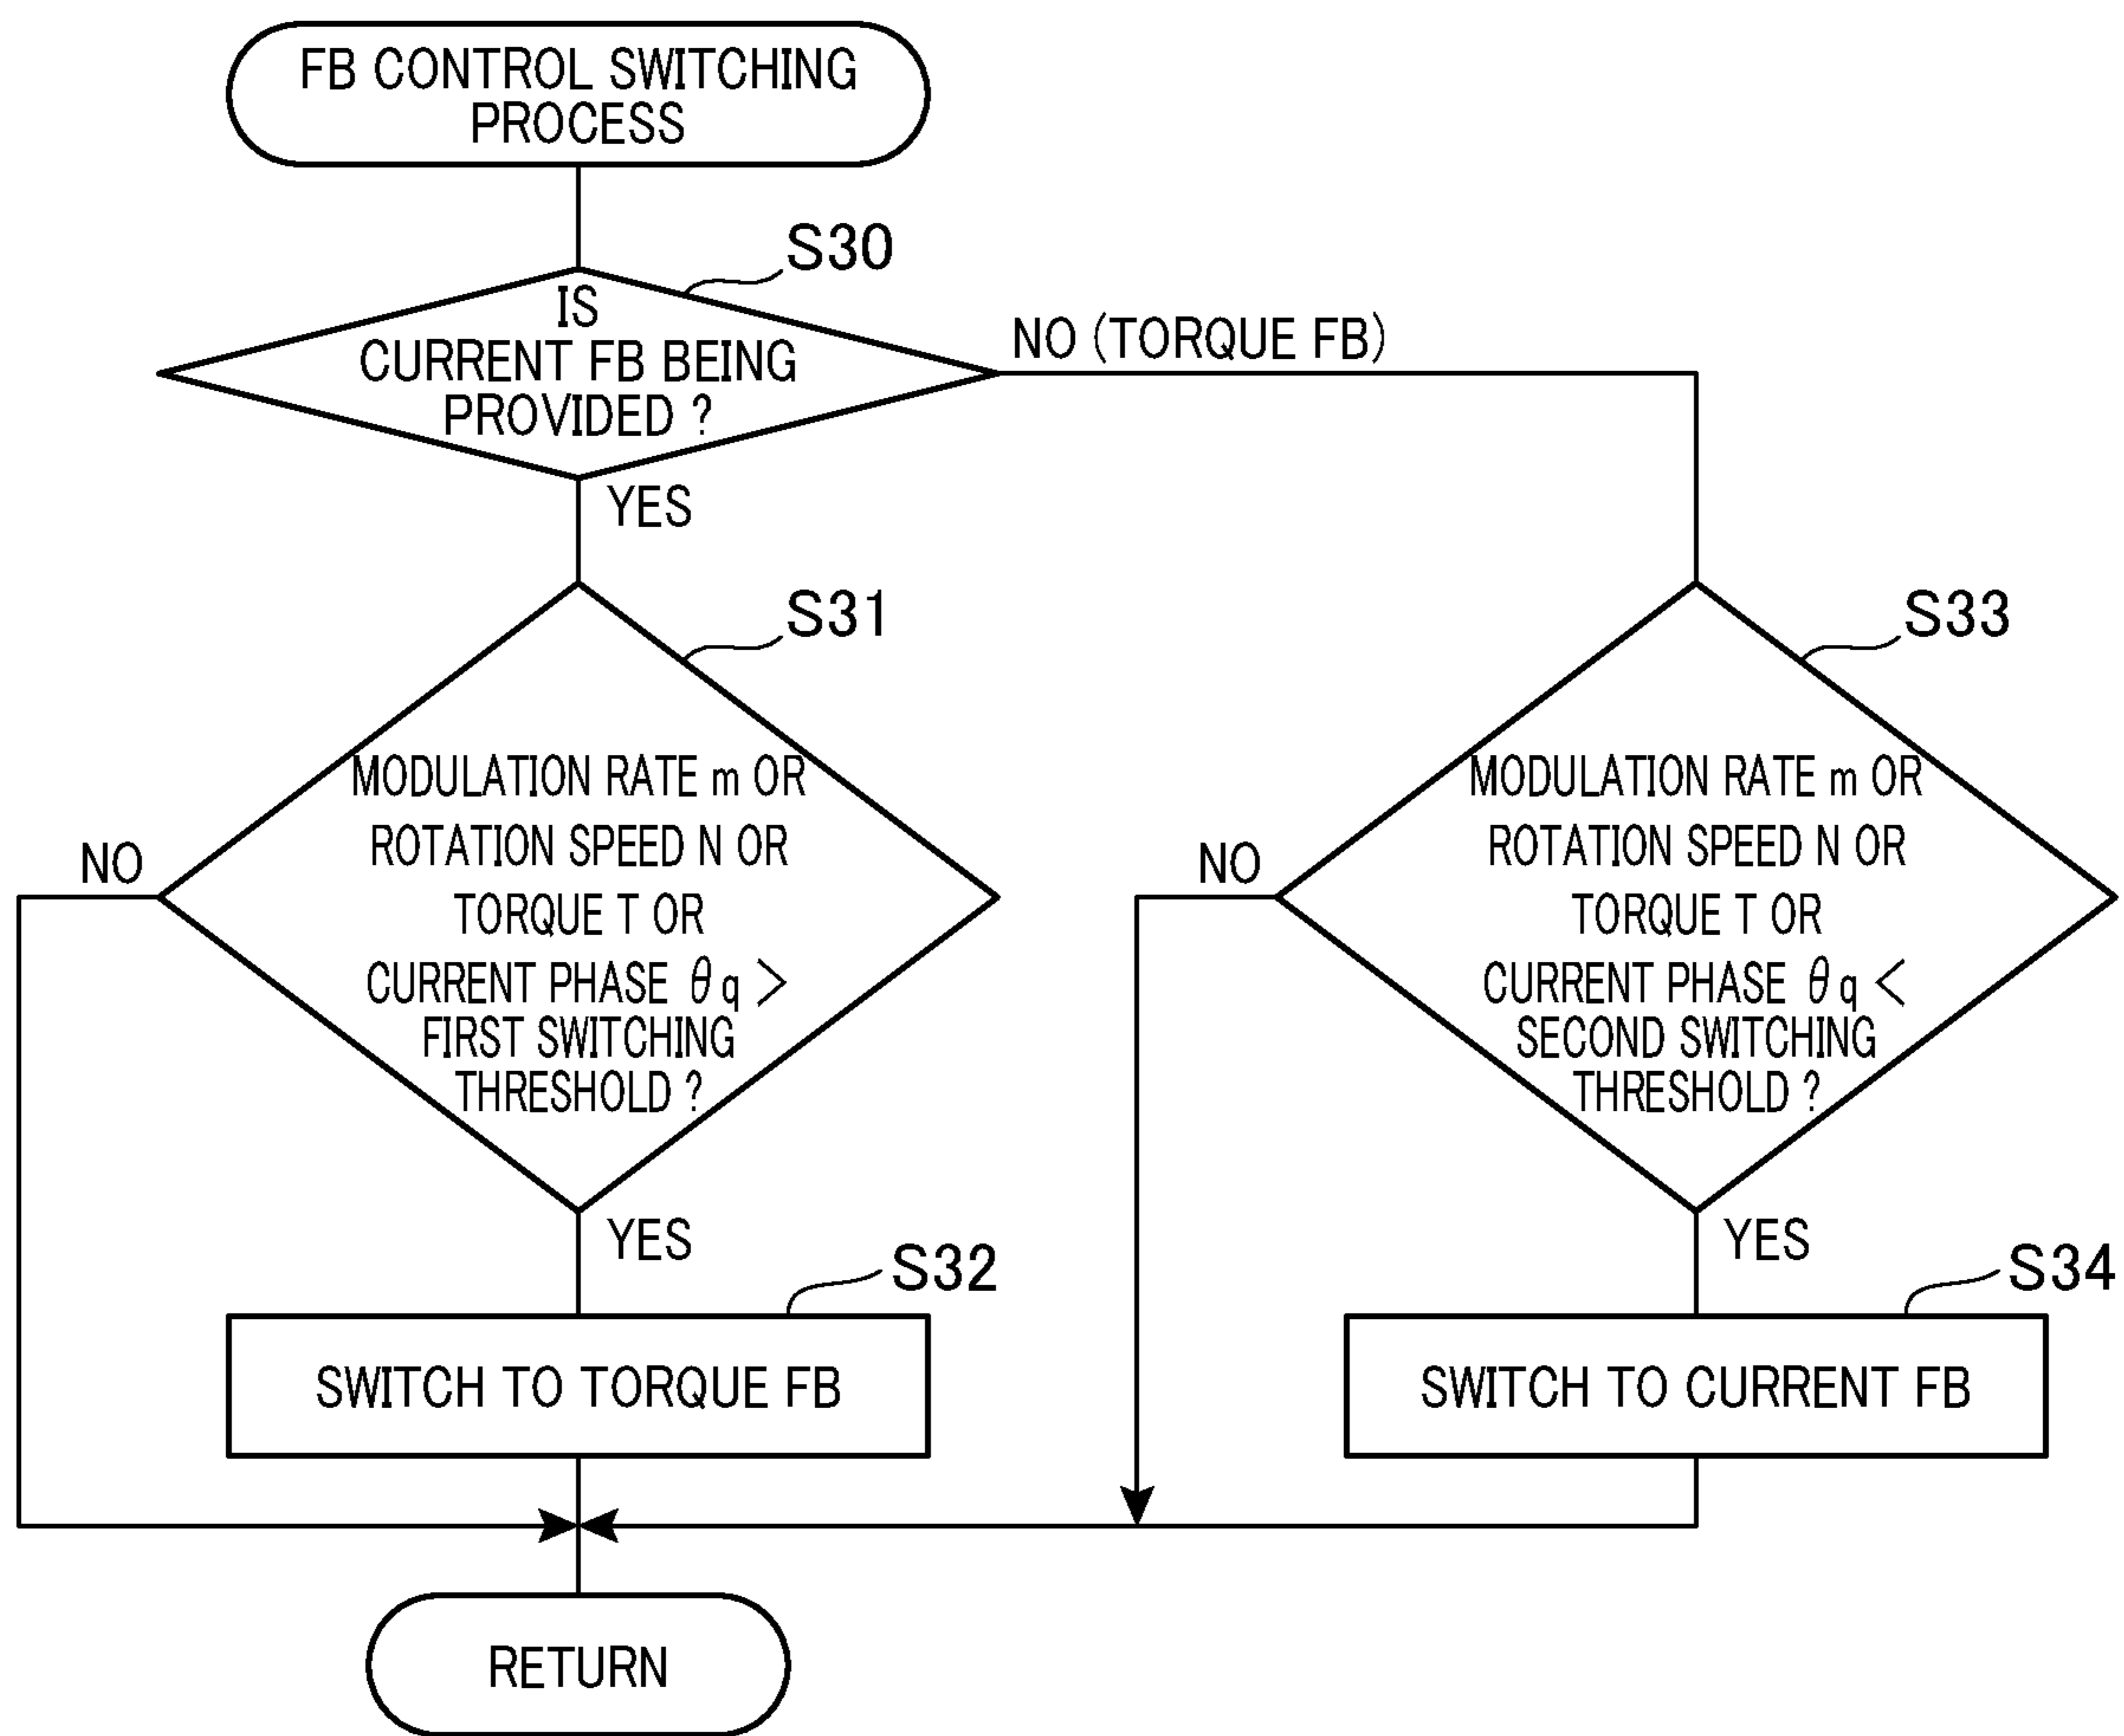 FB CONTROL SWITCHING
PROCESS
S30
IS
CURRENT FB BEING
PROVIDED ?
NO (TORQUE FB)
YES
S31
MODULATION RATE m OR
ROTATION SPEED N OR
TORQUE T OR
CURRENT PHASE θq >
FIRST SWITCHING
THRESHOLD ?
NO
YES
S32
SWITCH TO TORQUE FB
S33
MODULATION RATE m OR
ROTATION SPEED N OR
TORQUE T OR
CURRENT PHASE θq <
SECOND SWITCHING
THRESHOLD ?
NO
YES
S34
SWITCH TO CURRENT FB
RETURN